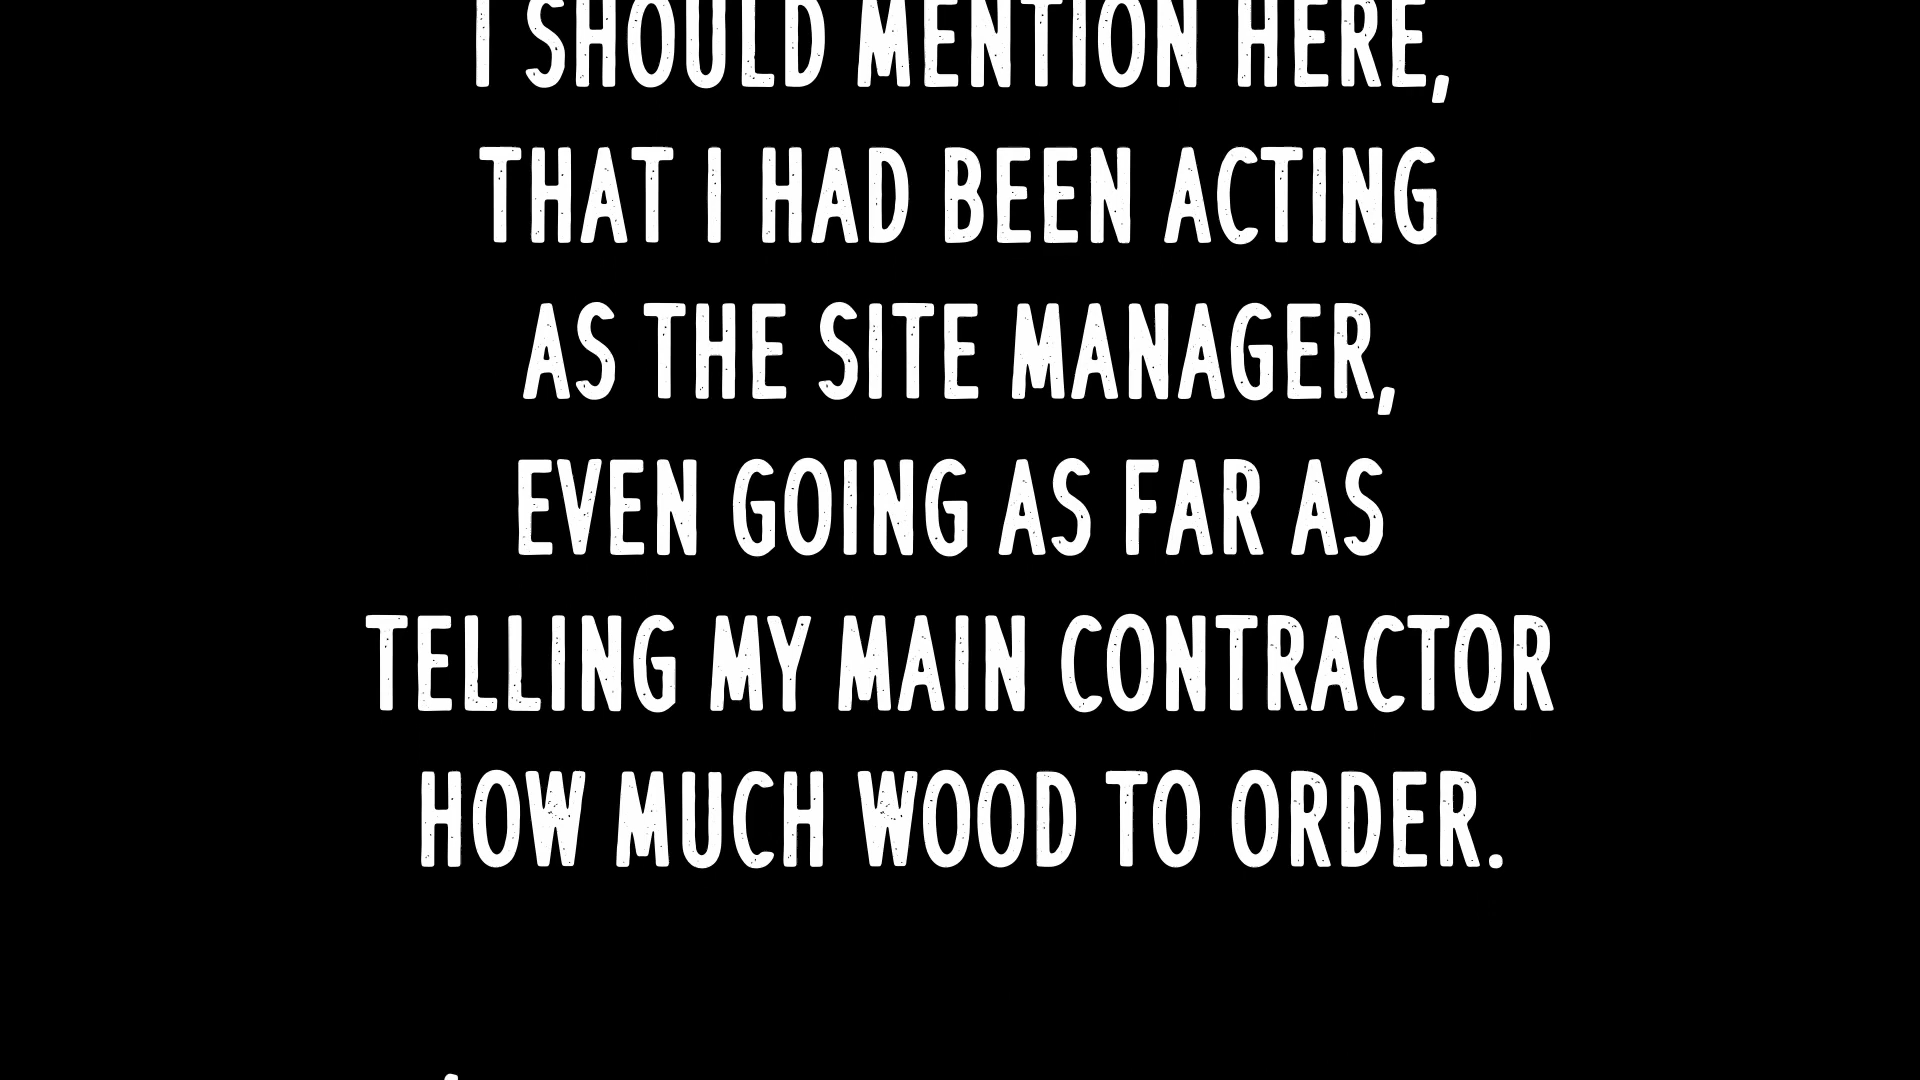 I SHOULD MENTION HERE,
THAT I HAD BEEN ACTING
AS THE SITE MANAGER,
EVEN GOING AS FAR AS
TELLING MY MAIN CONTRACTOR
HOW MUCH WOOD TO ORDER.